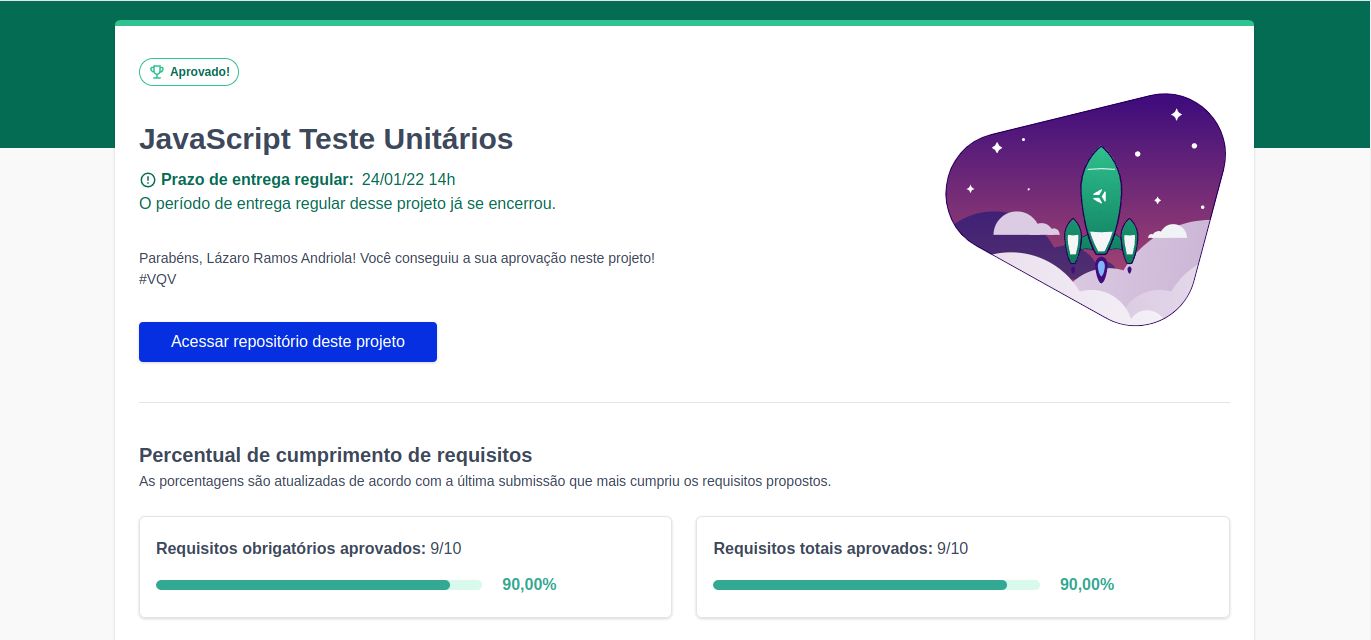 Aprovado!
JavaScript Teste Unitários
Prazo de entrega regular: 24/01/22 14h
O período de entrega regular desse projeto já se encerrou.
Parabéns, Lázaro Ramos Andriola! Você conseguiu a sua aprovação neste projeto!
#VQV
Acessar repositório deste projeto
Percentual de cumprimento de requisitos
As porcentagens são atualizadas de acordo com a última submissão que mais cumpriu os requisitos propostos.
Requisitos obrigatórios aprovados: 9/10
90,00%
Requisitos totais aprovados: 9/10
90,00%